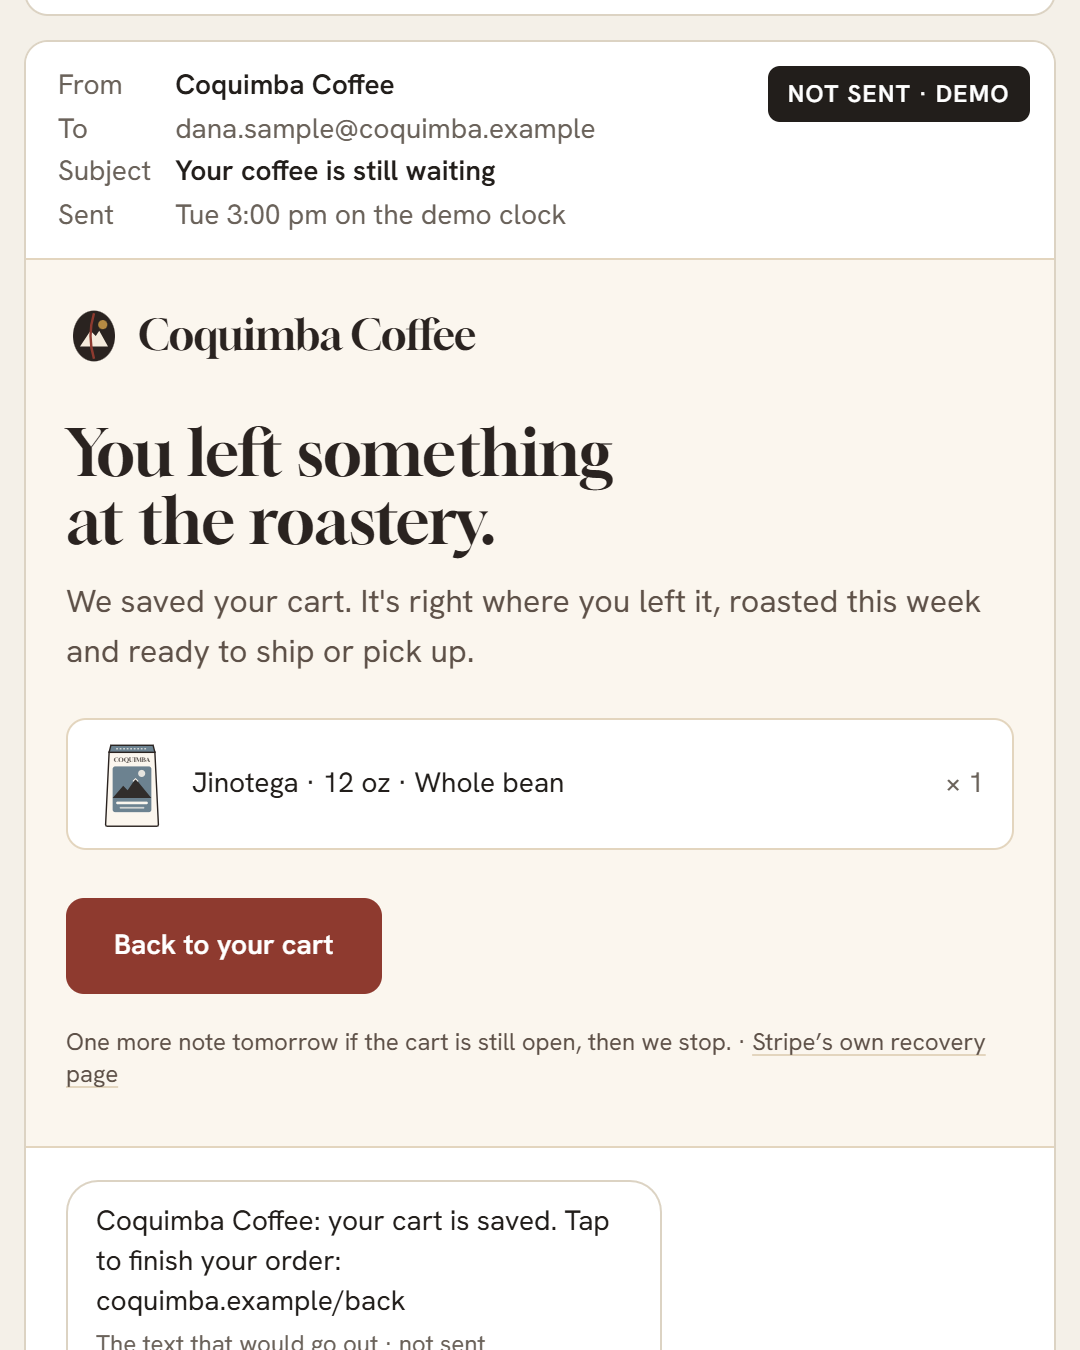 From Coquimba Coffee
NOT SENT · DEMO
To dana.sample@coquimba.example
Subject Your coffee is still waiting
Sent Tue 3:00 pm on the demo clock
Coquimba Coffee
You left something
at the roastery.
We saved your cart. It's right where you left it, roasted this week
and ready to ship or pick up.
COQUIMBA
Jinotega · 12 oz · Whole bean × 1
Back to your cart
One more note tomorrow if the cart is still open, then we stop. · Stripe’s own recovery
page
Coquimba Coffee: your cart is saved. Tap
to finish your order:
coquimba.example/back
The text that would go out · not sent